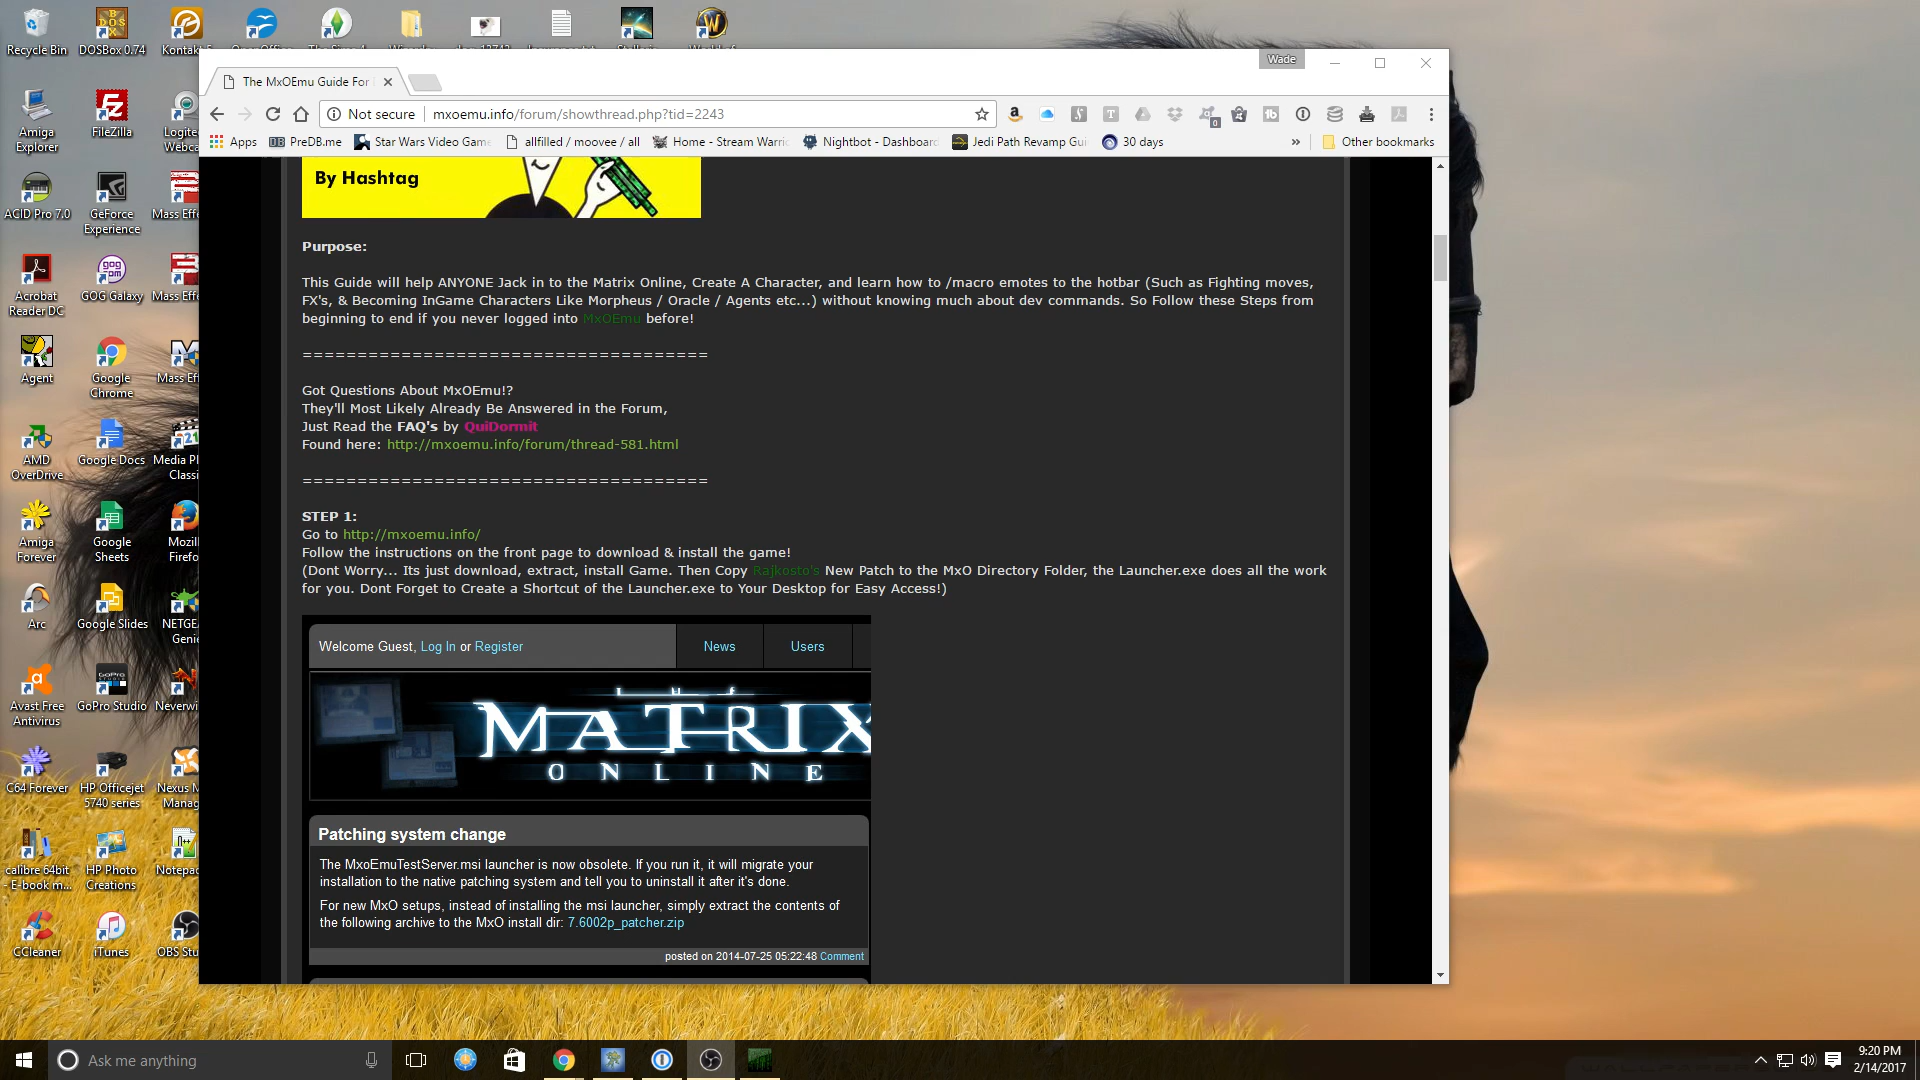 Recycle Bin
DOSBox 0.74
Wade
The MxOEmu Guide For
Not secure
mxoemu.info/forum/showthread.php?tid=2243
Apps
PreDB.me
Star Wars Video Game
allfilled / moovee / all
Home - Stream Warri
Nightbot - Dashboard
Jedi Path Revamp Gui
30 days
»
Other bookmarks
Amiga
Explorer
FileZilla
ACID Pro 7.0
GeForce
Experience
Acrobat
Reader DC
GOG Galaxy
Agent
Google
Chrome
AMD
OverDrive
Google Docs
Amiga
Forever
Google
Sheets
Arc
Google Slides
Avast Free
Antivirus
GoPro Studio
C64 Forever
HP Officejet
5740 series
calibre 64bit
- E-book m...
HP Photo
Creations
CCleaner
iTunes
By Hashtag
Purpose:
This Guide will help ANYONE Jack in to the Matrix Online, Create A Character, and learn how to /macro emotes to the hotbar (Such as Fighting moves,
FX's, & Becoming InGame Characters Like Morpheus / Oracle / Agents etc...) without knowing much about dev commands. So Follow these Steps from
beginning to end if you never logged into MxOEmu before!
=====================================
Got Questions About MxOEmu!?
They'll Most Likely Already Be Answered in the Forum,
Just Read the FAQ's by QuiDormit
Found here: http://mxoemu.info/forum/thread-581.html
=====================================
STEP 1:
Go to http://mxoemu.info/
Follow the instructions on the front page to download & install the game!
(Dont Worry... Its just download, extract, install Game. Then Copy Rajkosto's New Patch to the MxO Directory Folder, the Launcher.exe does all the work
for you. Dont Forget to Create a Shortcut of the Launcher.exe to Your Desktop for Easy Access!)
Welcome Guest, Log In or Register
News
Users
MATRIX
ONLINE
Patching system change
The MxoEmuTestServer.msi launcher is now obsolete. If you run it, it will migrate your
installation to the native patching system and tell you to uninstall it after it's done.
For new MxO setups, instead of installing the msi launcher, simply extract the contents of
the following archive to the MxO install dir: 7.6002p_patcher.zip
posted on 2014-07-25 05:22:48 Comment
Ask me anything
9:20 PM
2/14/2017